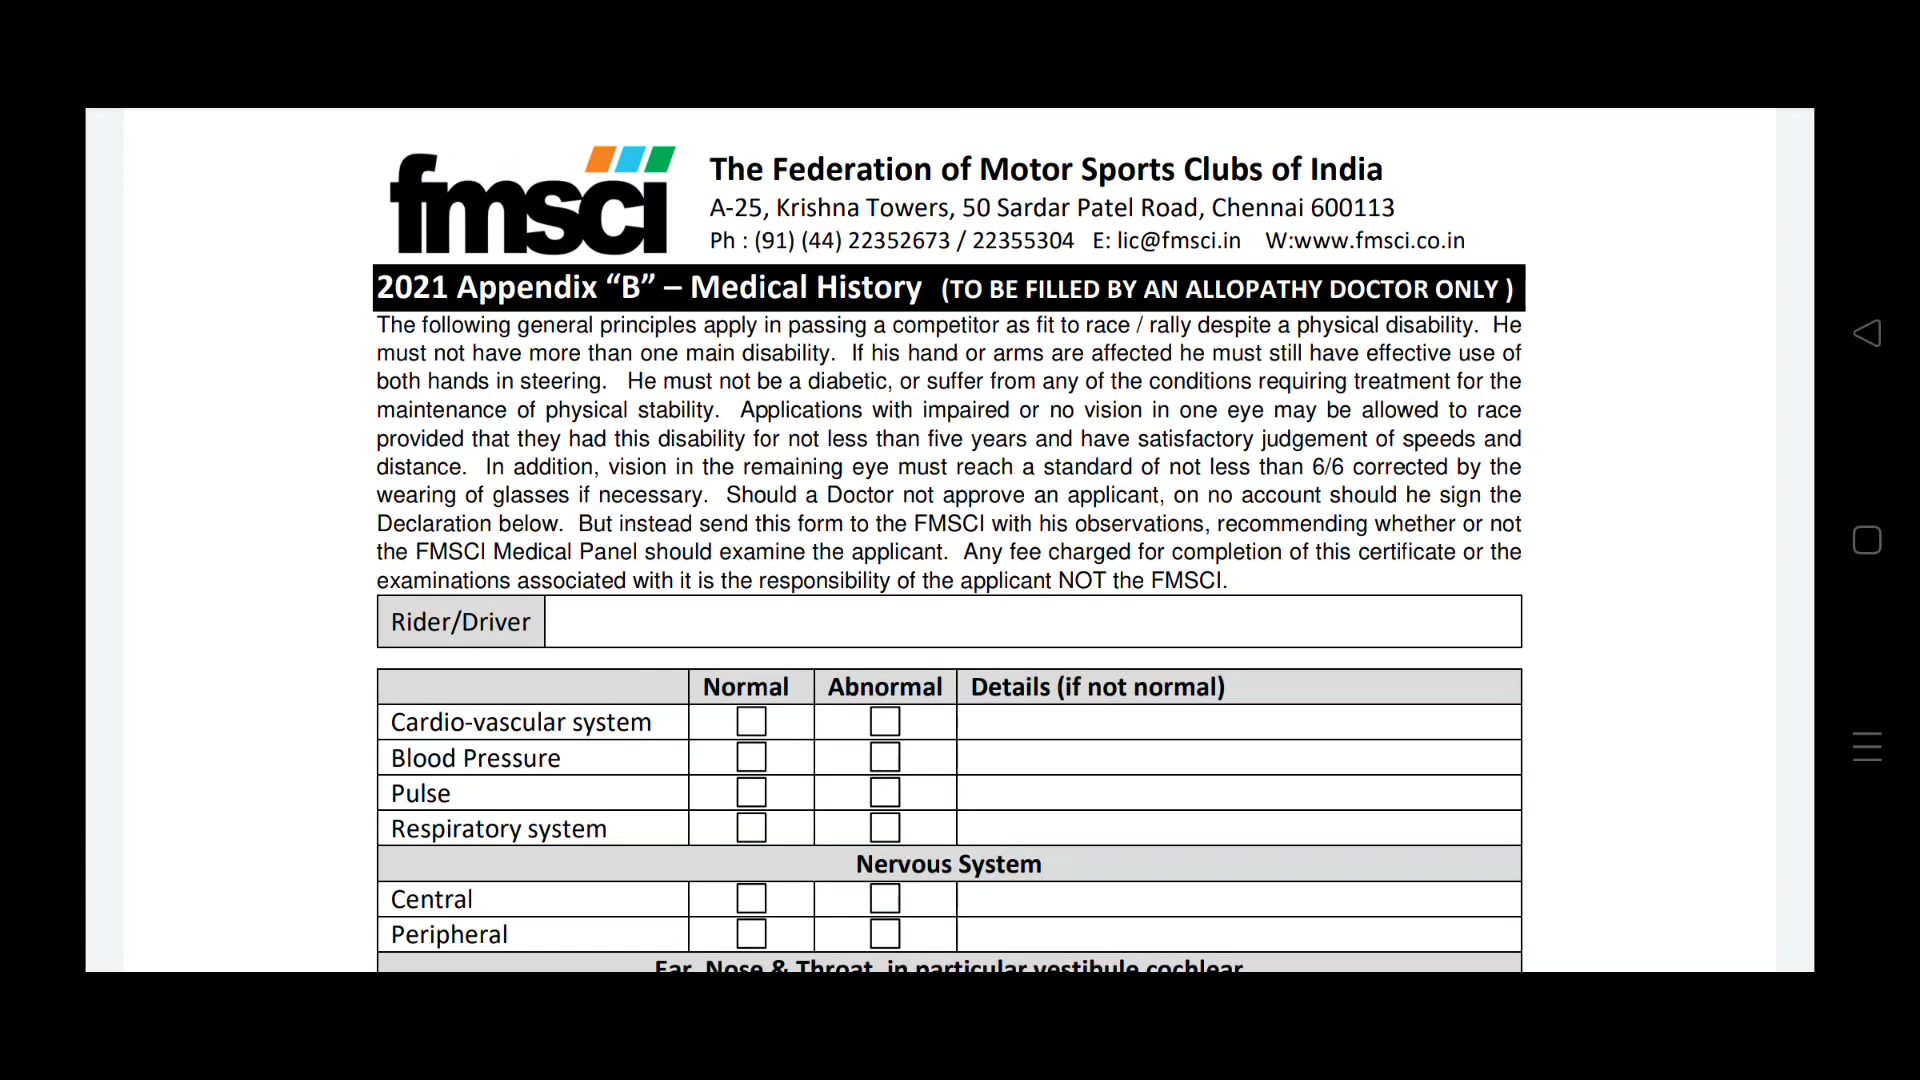 fmsci
The Federation of Motor Sports Clubs of India
A-25, Krishna Towers, 50 Sardar Patel Road, Chennai 600113
Ph : (91) (44) 22352673 / 22355304 E: lic@fmsci.in W:www.fmsci.co.in
2021 Appendix “B” – Medical History (TO BE FILLED BY AN ALLOPATHY DOCTOR ONLY )
The following general principles apply in passing a competitor as fit to race / rally despite a physical disability. He
must not have more than one main disability. If his hand or arms are affected he must still have effective use of
both hands in steering. He must not be a diabetic, or suffer from any of the conditions requiring treatment for the
maintenance of physical stability. Applications with impaired or no vision in one eye may be allowed to race
provided that they had this disability for not less than five years and have satisfactory judgement of speeds and
distance. In addition, vision in the remaining eye must reach a standard of not less than 6/6 corrected by the
wearing of glasses if necessary. Should a Doctor not approve an applicant, on no account should he sign the
Declaration below. But instead send this form to the FMSCI with his observations, recommending whether or not
the FMSCI Medical Panel should examine the applicant. Any fee charged for completion of this certificate or the
examinations associated with it is the responsibility of the applicant NOT the FMSCI.
Rider/Driver
Normal Abnormal Details (if not normal)
Cardio-vascular system
Blood Pressure
Pulse
Respiratory system
Nervous System
Central
Peripheral
Ear, Nose & Throat, in particular vestibule cochlear